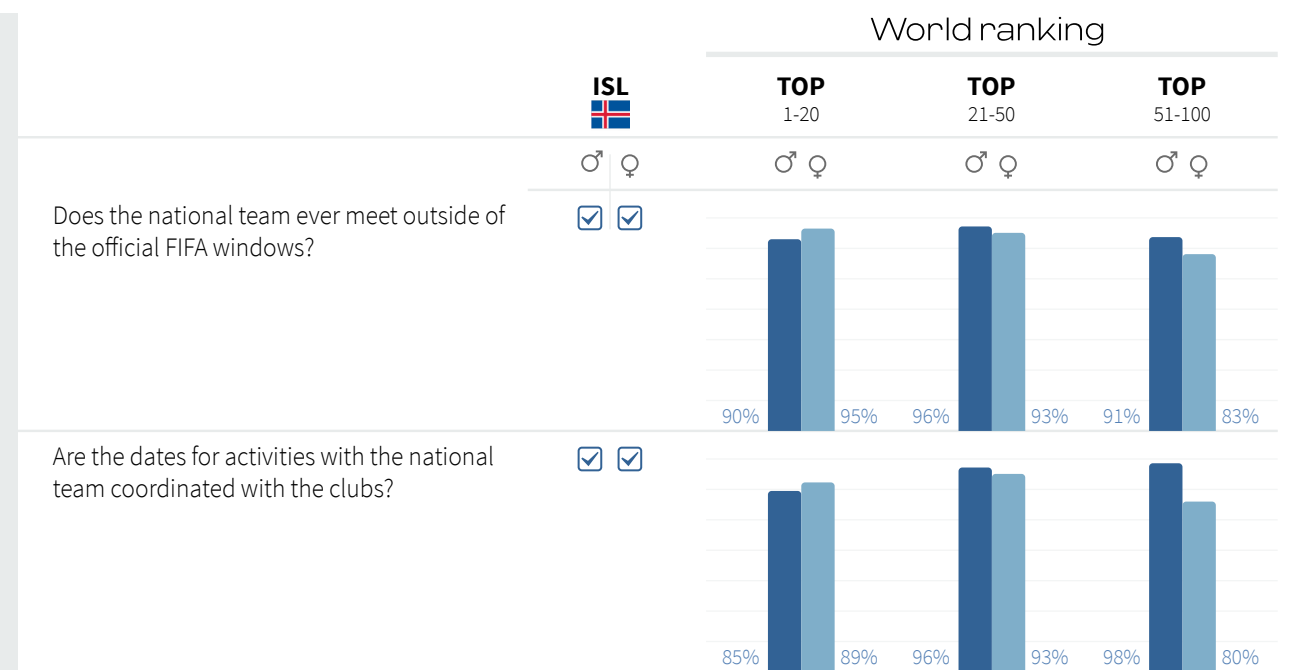 World ranking
ISL TOP TOP TOP
1-20 21-50 51-100
♂ ♀ ♂ ♀ ♂ ♀ ♂ ♀
Does the national team ever meet outside of
the official FIFA windows?
90% 95% 96% 93% 91% 83%
Are the dates for activities with the national
team coordinated with the clubs?
85% 89% 96% 93% 98% 80%